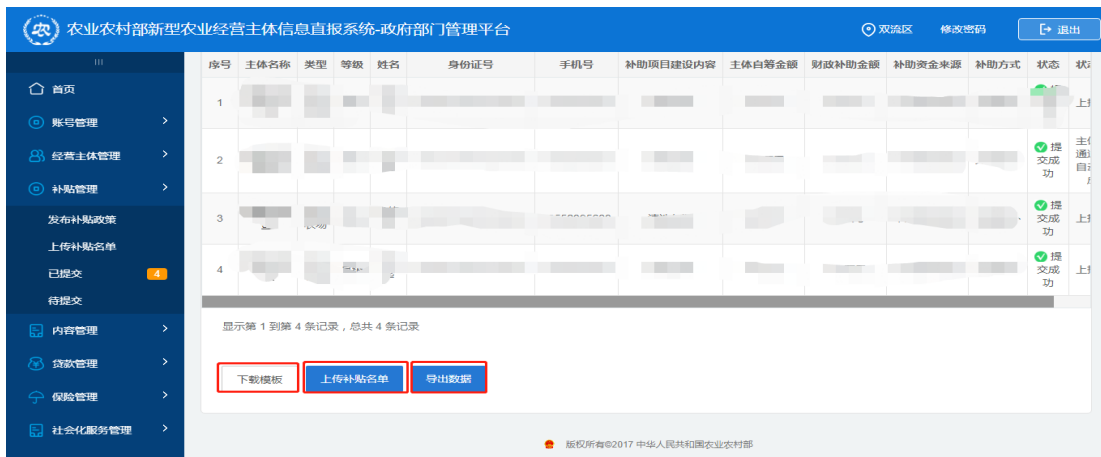 农业农村部新型农业经营主体信息直报系统-政府部门管理平台
双流区 修改密码 退出
首页
账号管理
经营主体管理
补贴管理
发布补贴政策
上传补贴名单
已提交 4
待提交
内容管理
贷款管理
保险管理
社会化服务管理
序号 主体名称 类型 等级 姓名 身份证号 手机号 补助项目建设内容 主体自筹金额 财政补助金额 补助资金来源 补助方式 状态
1
2 提
交成
功
3 提
交成
功
4 提
交成
功
显示第 1 到第 4 条记录，总共 4 条记录
下载模板 上传补贴名单 导出数据
版权所有©2017 中华人民共和国农业农村部